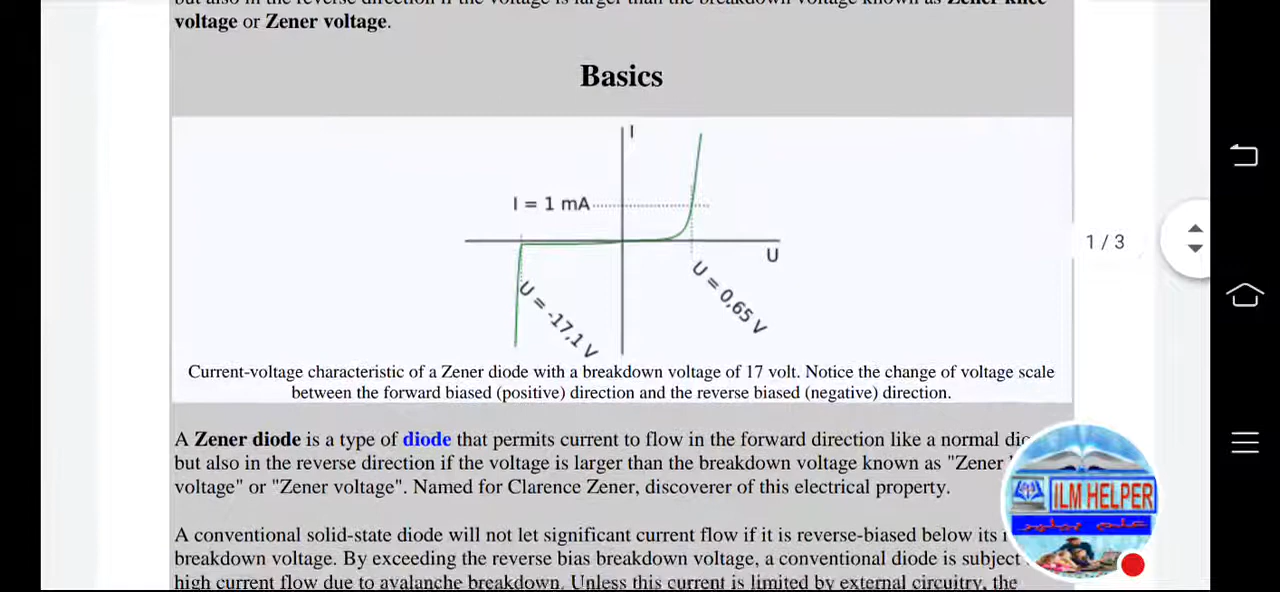 voltage or Zener voltage.
Basics
I
I = 1 mA
U
U = 0,65 V
U = -17,1 V
1 / 3
Current-voltage characteristic of a Zener diode with a breakdown voltage of 17 volt. Notice the change of voltage scale
between the forward biased (positive) direction and the reverse biased (negative) direction.
A Zener diode is a type of diode that permits current to flow in the forward direction like a normal
but also in the reverse direction if the voltage is larger than the breakdown voltage known as "Zener
voltage" or "Zener voltage". Named for Clarence Zener, discoverer of this electrical property.
ILM HELPER
علم ہیلپر
A conventional solid-state diode will not let significant current flow if it is reverse-biased below its
breakdown voltage. By exceeding the reverse bias breakdown voltage, a conventional diode is subject
high current flow due to avalanche breakdown. Unless this current is limited by external circuitry, the